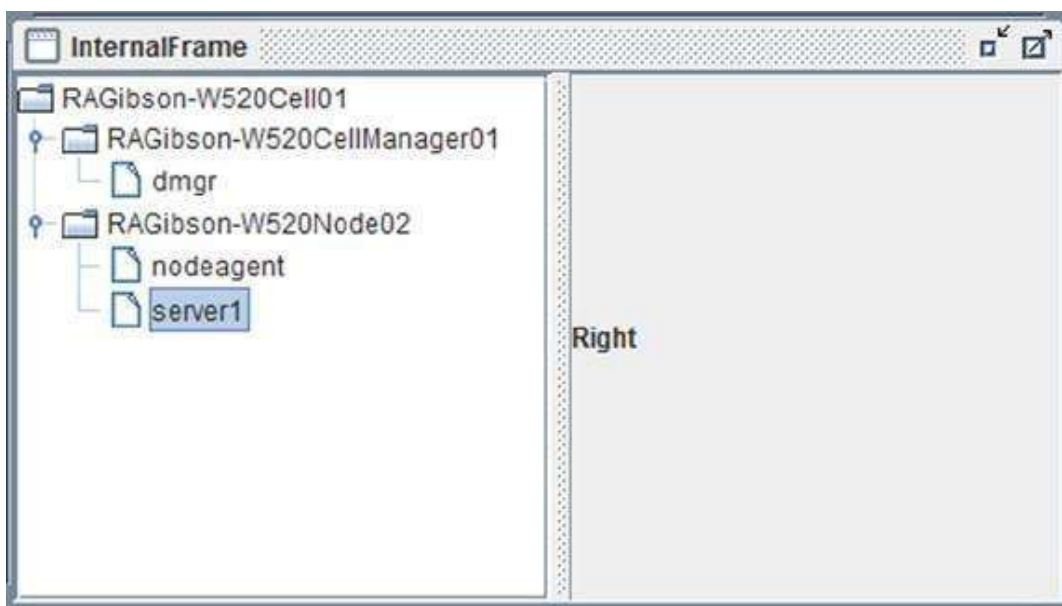 InternalFrame
RAGibson-W520Cell01
RAGibson-W520CellManager01
dmgr
RAGibson-W520Node02
nodeagent
server1
Right